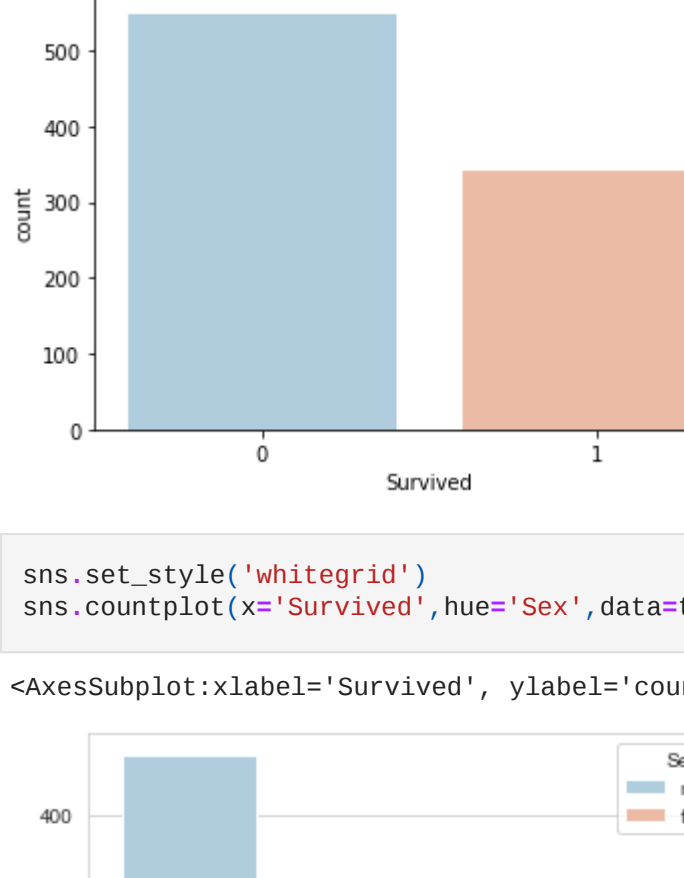 500
400
300
200
100
0
count
0 1
Survived
sns.set_style('whitegrid')
sns.countplot(x='Survived',hue='Sex',data=
<AxesSubplot:xlabel='Survived', ylabel=
400